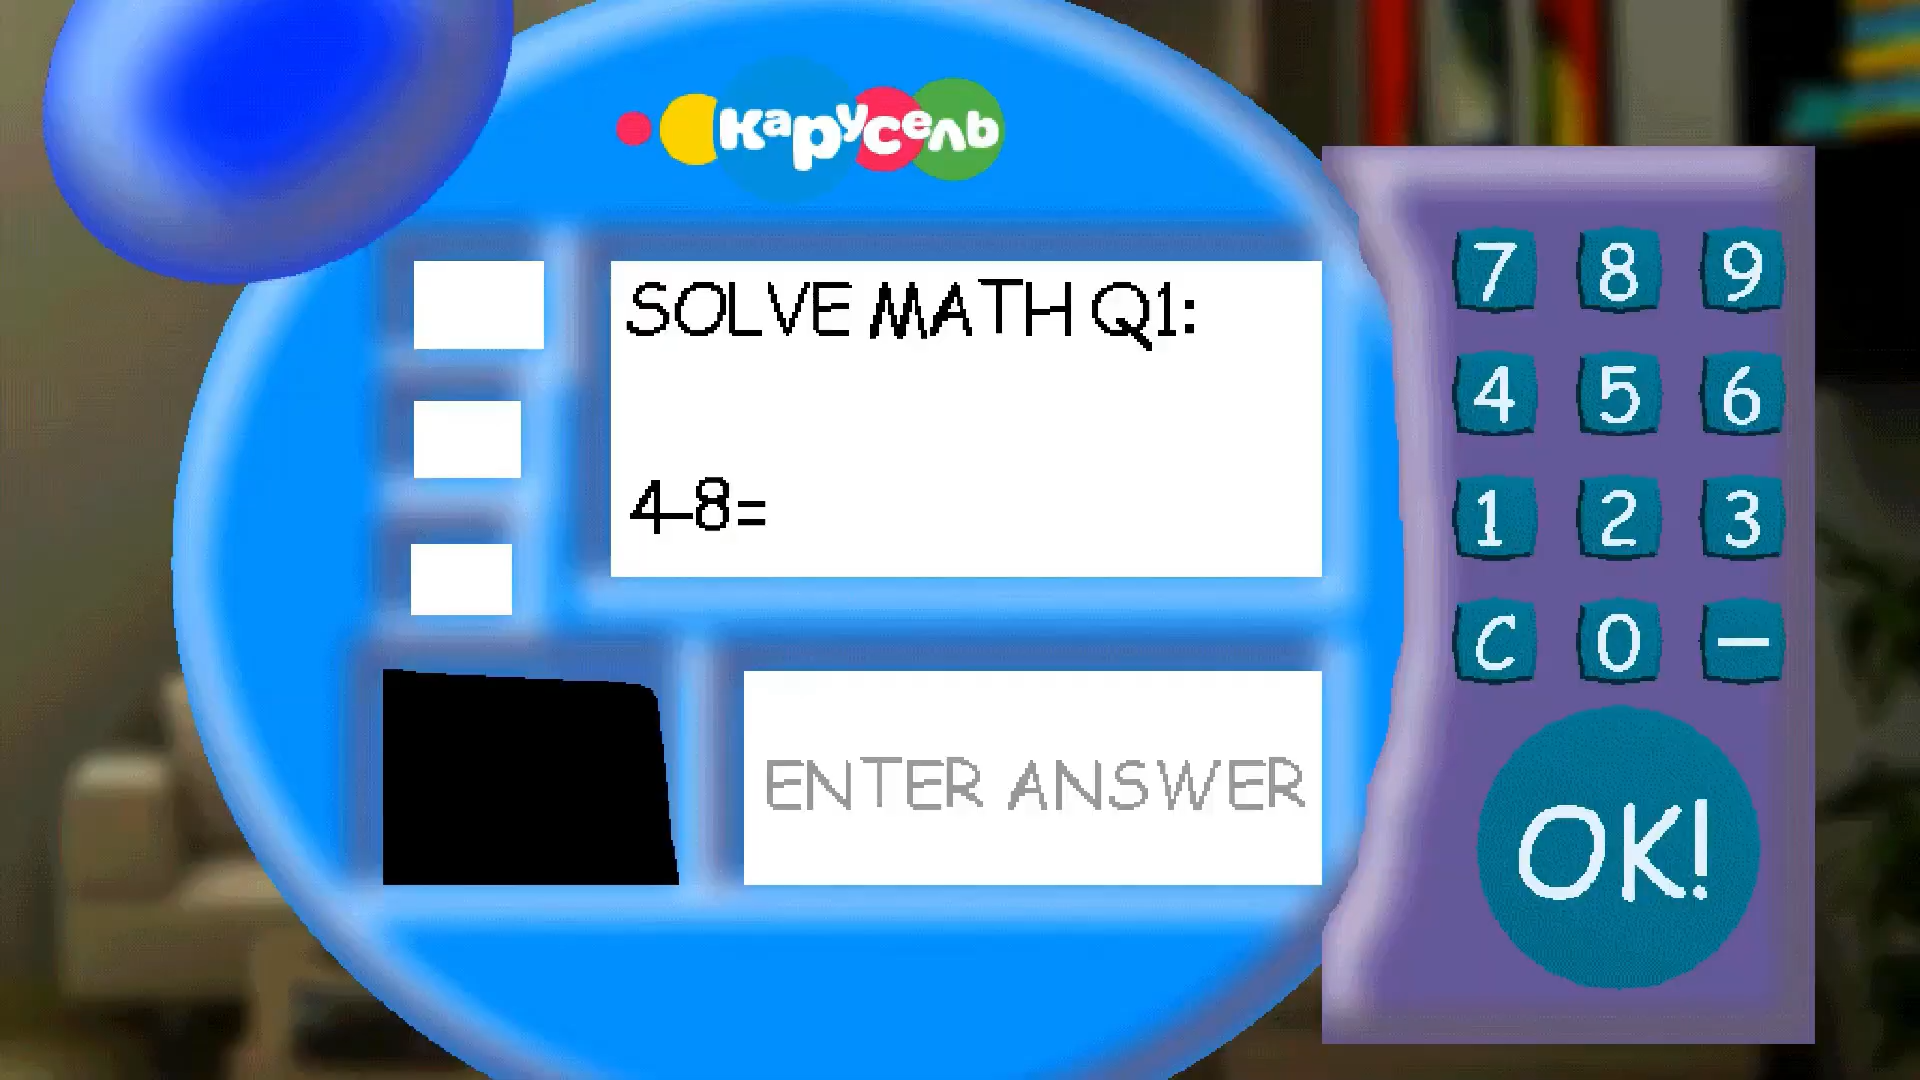 карусель
SOLVE MATH Q1:
4-8=
ENTER ANSWER
7 8 9
4 5 6
1 2 3
C 0 –
OK!